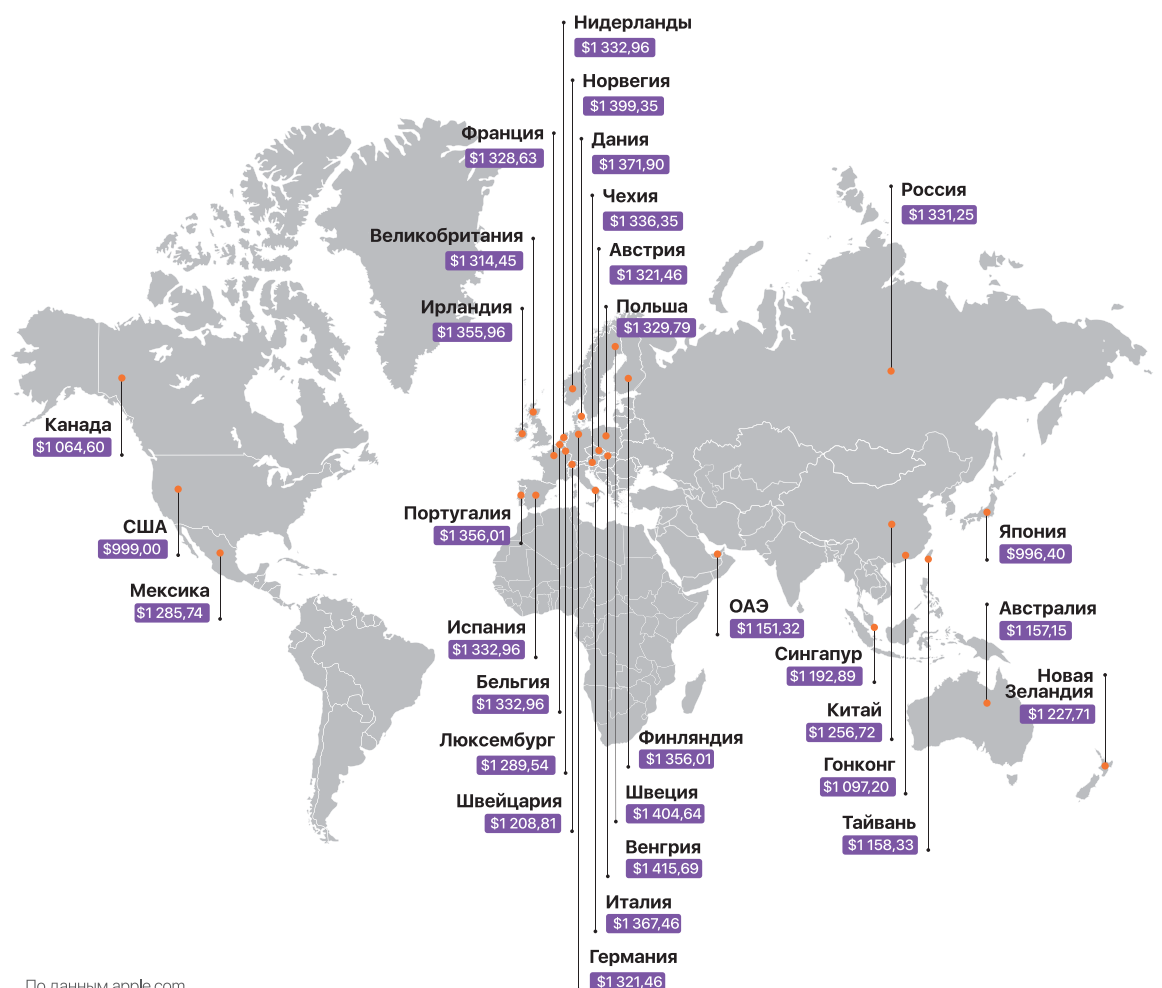 Нидерланды
$1 332,96
Норвегия
$1 399,35
Франция
$1 328,63
Дания
$1 371,90
Чехия
$1 336,35
Россия
$1 331,25
Великобритания
$1 314,45
Австрия
$1 321,46
Ирландия
$1 355,96
Польша
$1 329,79
Канада
$1 064,60
США
$999,00
Мексика
$1 285,74
Португалия
$1 356,01
Япония
$996,40
ОАЭ
$1 151,32
Австралия
$1 157,15
Испания
$1 332,96
Сингапур
$1 192,89
Новая
Зеландия
$1 227,71
Бельгия
$1 332,96
Китай
$1 256,72
Люксембург
$1 289,54
Финляндия
$1 356,01
Гонконг
$1 097,20
Швейцария
$1 208,81
Швеция
$1 404,64
Тайвань
$1 158,33
Венгрия
$1 415,69
Италия
$1 367,46
Германия
$1 321,46
По данным apple.com